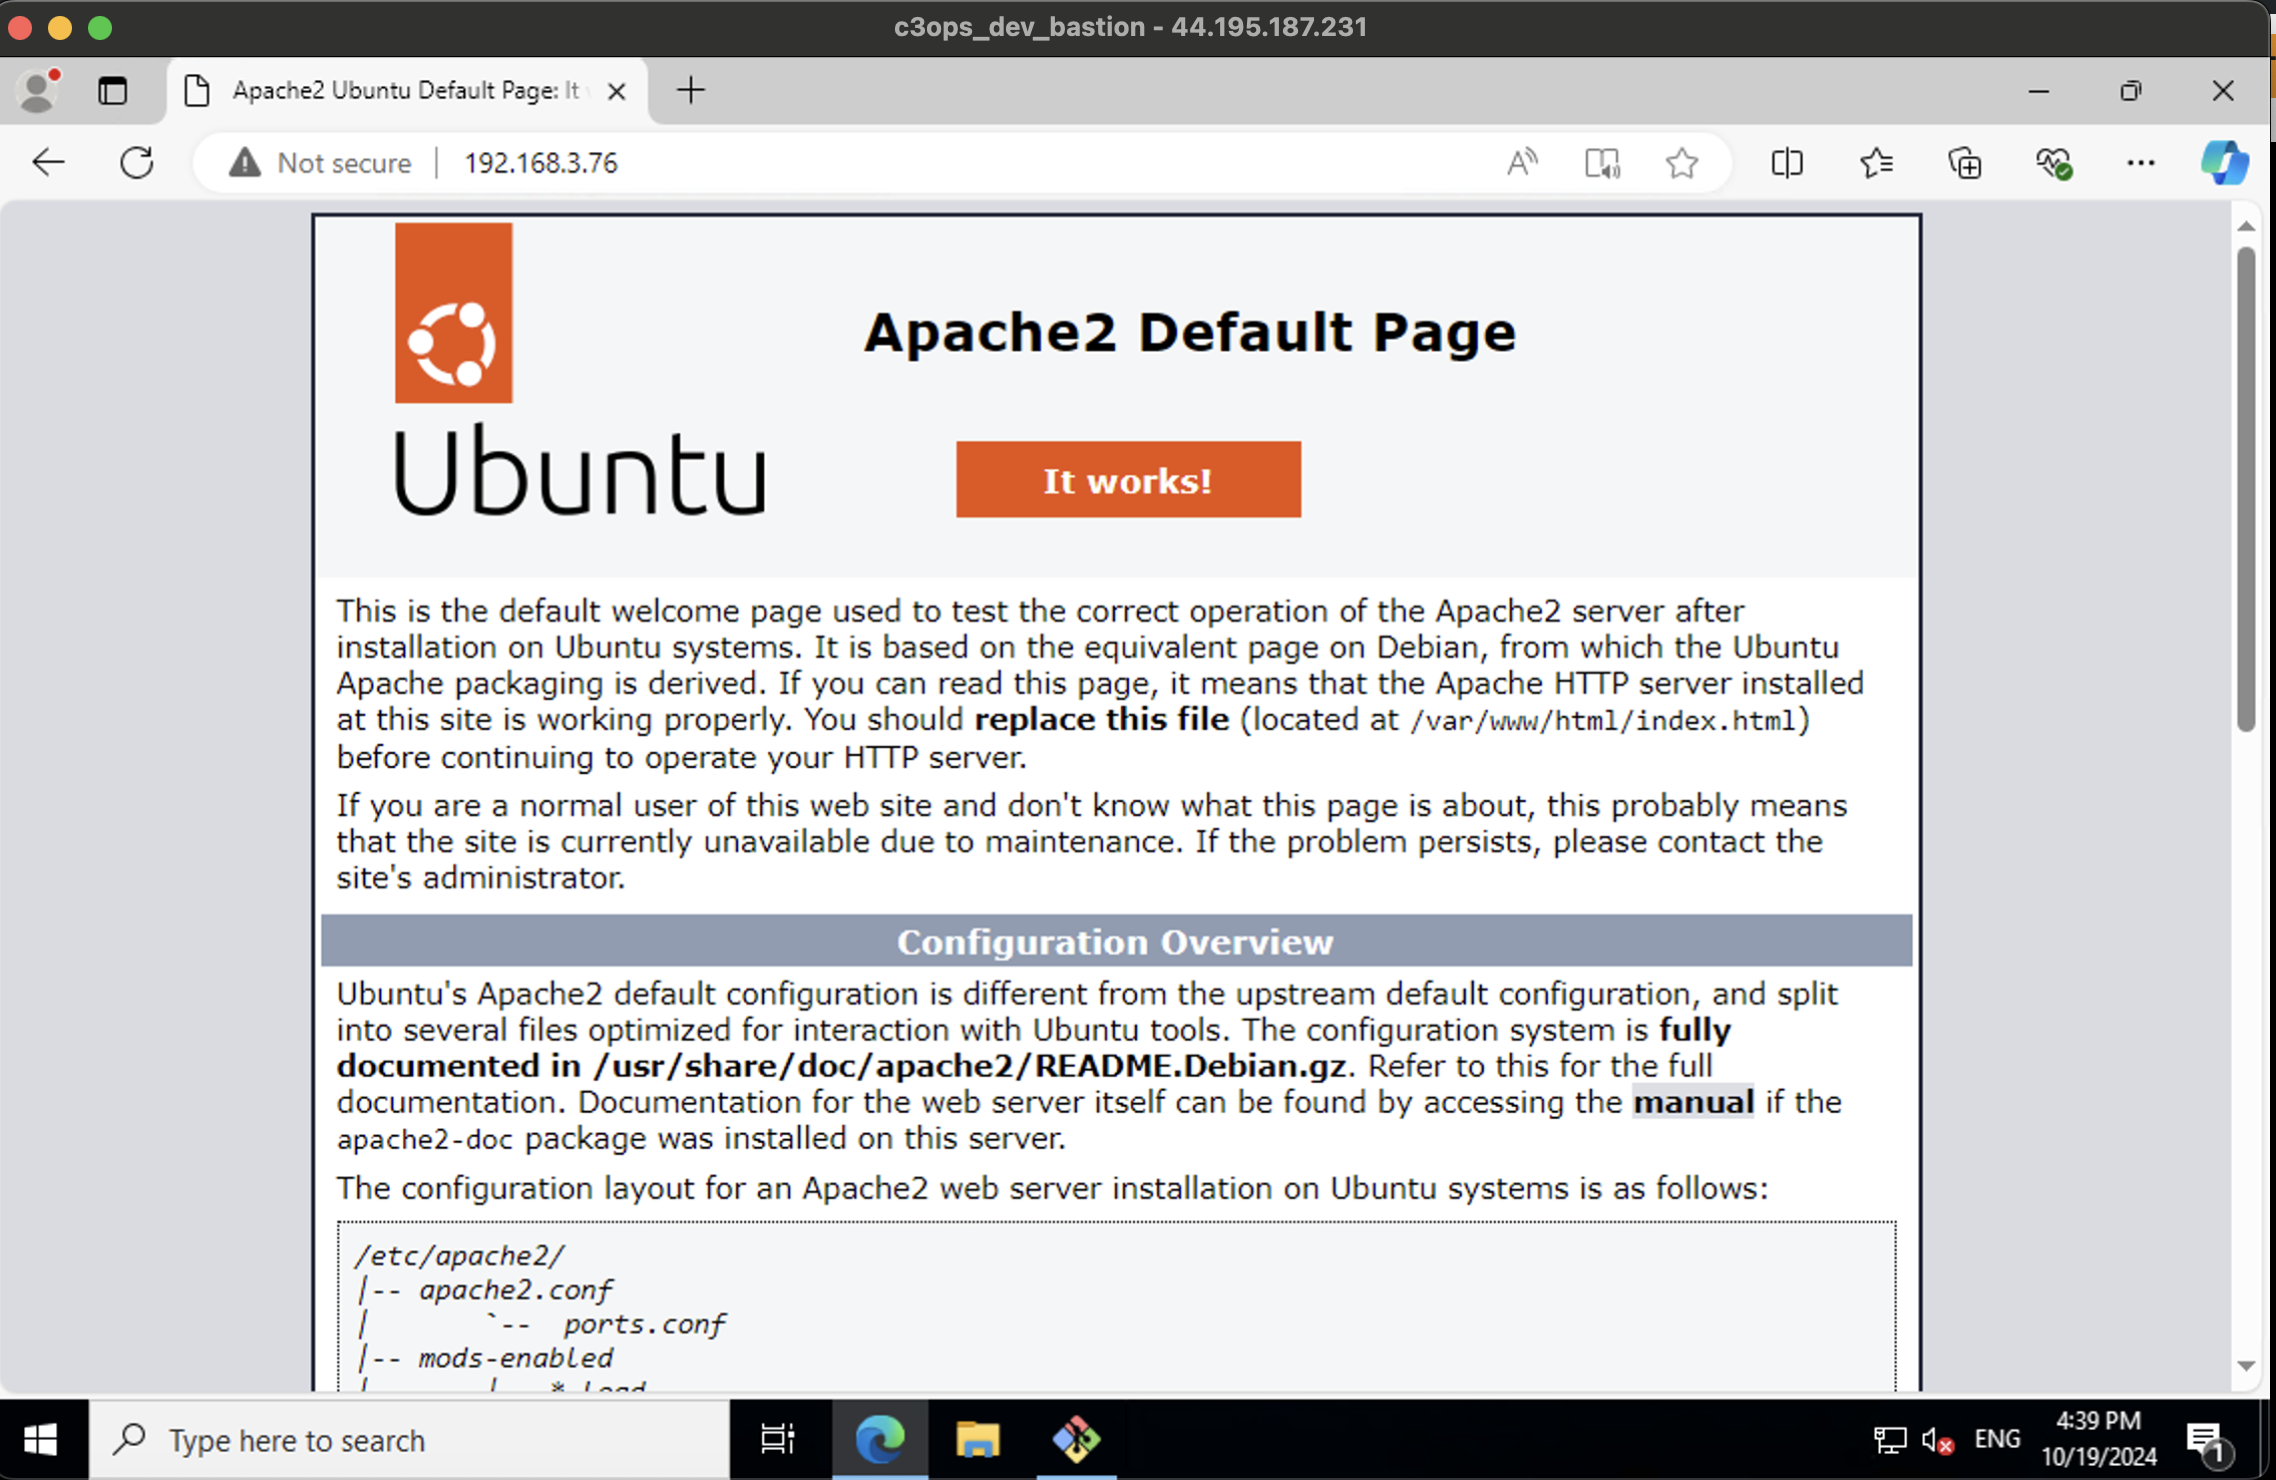 c3ops_dev_bastion - 44.195.187.231
Apache2 Ubuntu Default Page: It
Not secure
192.168.3.76
Apache2 Default Page
Ubuntu
It works!
This is the default welcome page used to test the correct operation of the Apache2 server after
installation on Ubuntu systems. It is based on the equivalent page on Debian, from which the Ubuntu
Apache packaging is derived. If you can read this page, it means that the Apache HTTP server installed
at this site is working properly. You should replace this file (located at /var/www/html/index.html)
before continuing to operate your HTTP server.
If you are a normal user of this web site and don't know what this page is about, this probably means
that the site is currently unavailable due to maintenance. If the problem persists, please contact the
site's administrator.
Configuration Overview
Ubuntu's Apache2 default configuration is different from the upstream default configuration, and split
into several files optimized for interaction with Ubuntu tools. The configuration system is fully
documented in /usr/share/doc/apache2/README.Debian.gz. Refer to this for the full
documentation. Documentation for the web server itself can be found by accessing the manual if the
apache2-doc package was installed on this server.
The configuration layout for an Apache2 web server installation on Ubuntu systems is as follows:
/etc/apache2/
|-- apache2.conf
|       `--  ports.conf
|-- mods-enabled
Type here to search
ENG
4:39 PM
10/19/2024
1